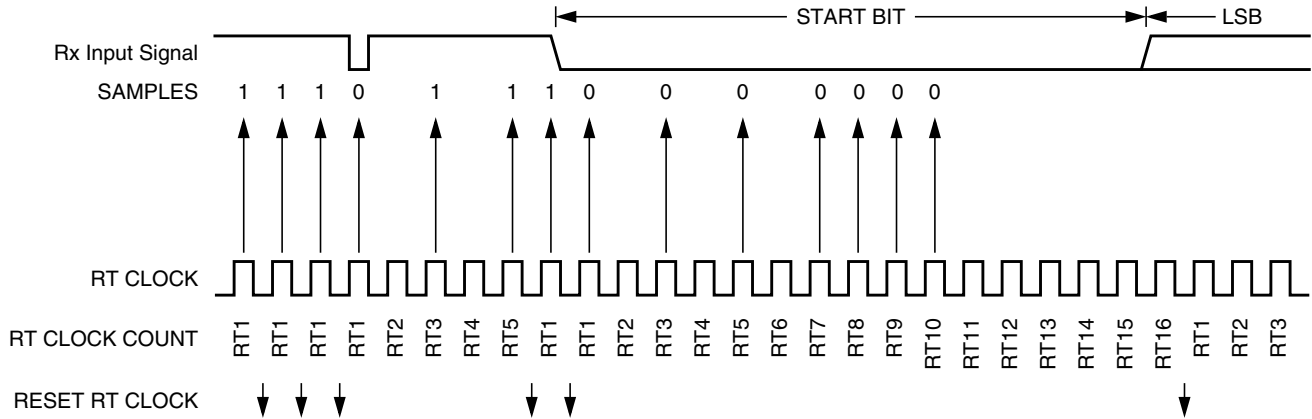 START BIT
LSB
Rx Input Signal
SAMPLES 1 1 1 0 1 1 1 0 0 0 0 0 0 0
RT CLOCK
RT CLOCK COUNT RT1 RT1 RT1 RT1 RT2 RT3 RT4 RT5 RT1 RT1 RT2 RT3 RT4 RT5 RT6 RT7 RT8 RT9 RT10 RT11 RT12 RT13 RT14 RT15 RT16 RT1 RT2 RT3
RESET RT CLOCK